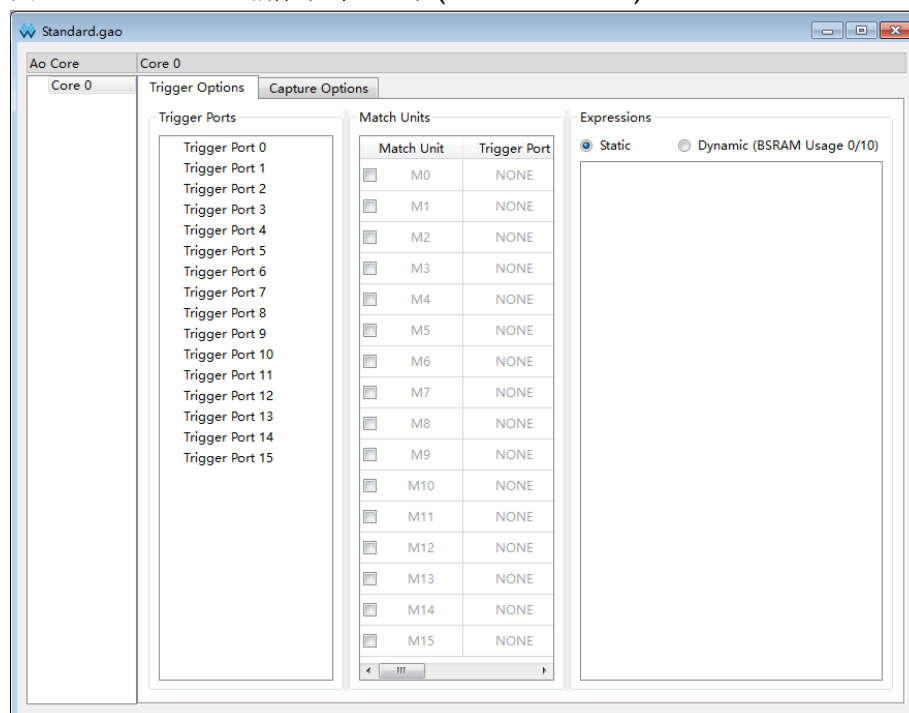 Standard.gao
Ao Core
Core 0
Core 0
Trigger Options
Capture Options
Trigger Ports
Trigger Port 0
Trigger Port 1
Trigger Port 2
Trigger Port 3
Trigger Port 4
Trigger Port 5
Trigger Port 6
Trigger Port 7
Trigger Port 8
Trigger Port 9
Trigger Port 10
Trigger Port 11
Trigger Port 12
Trigger Port 13
Trigger Port 14
Trigger Port 15
Match Units
Match Unit Trigger Port
M0 NONE
M1 NONE
M2 NONE
M3 NONE
M4 NONE
M5 NONE
M6 NONE
M7 NONE
M8 NONE
M9 NONE
M10 NONE
M11 NONE
M12 NONE
M13 NONE
M14 NONE
M15 NONE
Expressions
Static Dynamic (BSRAM Usage 0/10)